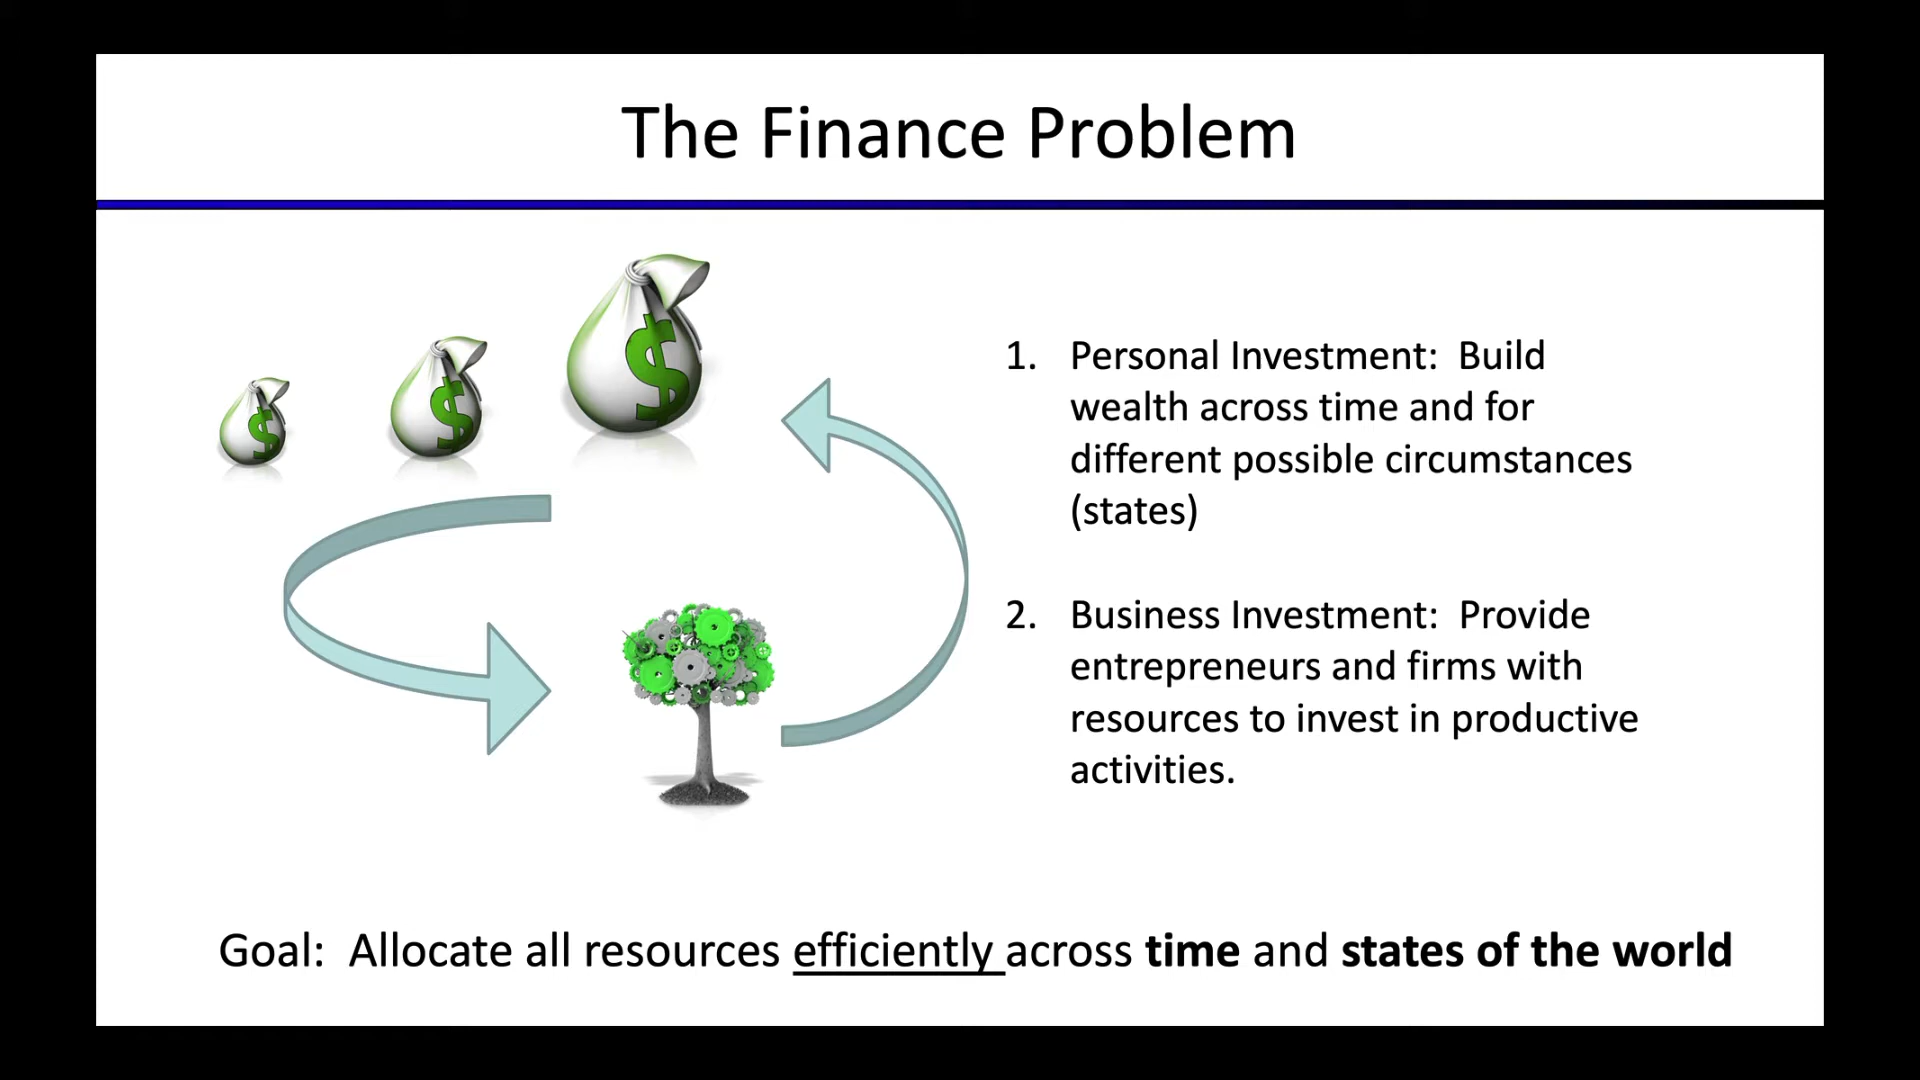 The Finance Problem
1. Personal Investment: Build
wealth across time and for
different possible circumstances
(states)
2. Business Investment: Provide
entrepreneurs and firms with
resources to invest in productive
activities.
Goal: Allocate all resources efficiently across time and states of the world
$
$
$